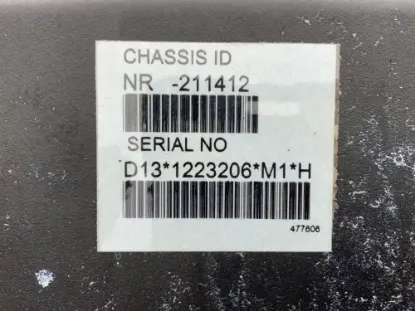 CHASSIS ID
NR -211412
SERIAL NO
D13*1223206*M1*H
477606